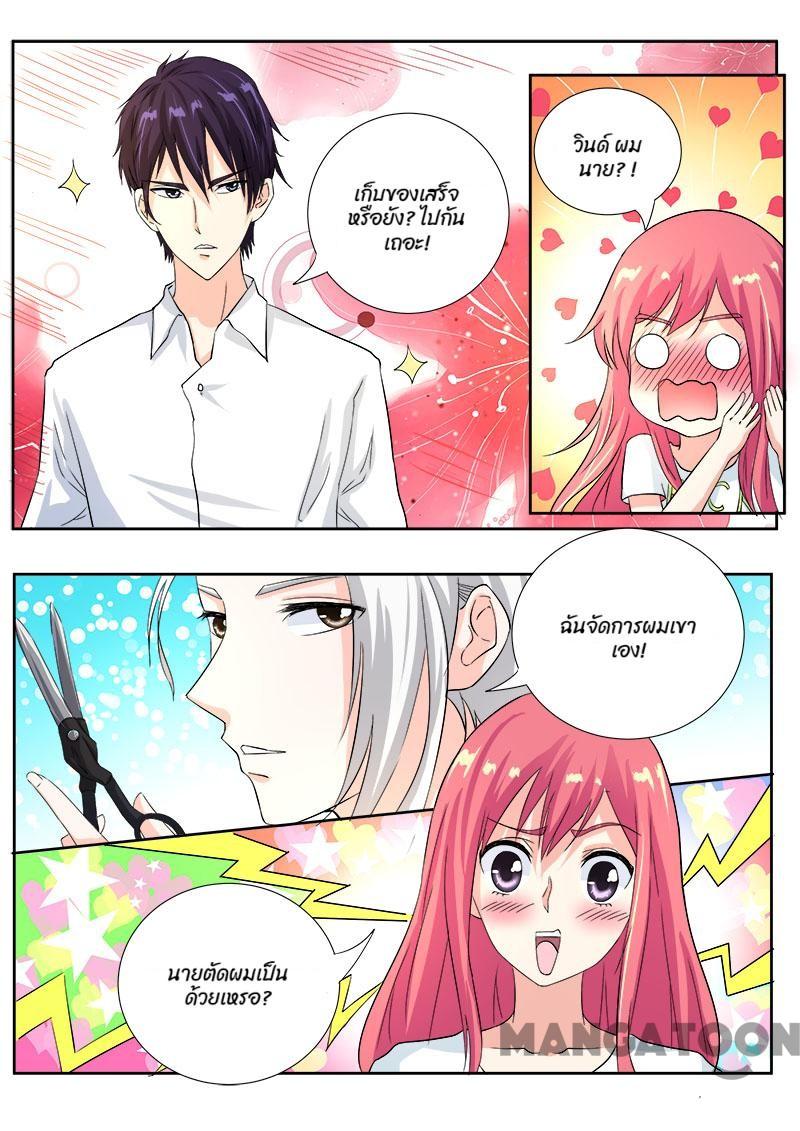 เก็บของเสร็จ
หรือยัง? ไปกัน
เถอะ!
วินด์ ผม
นาย? !
ฉันจัดการผมเขา
เอง!
นายตัดผมเป็น
ด้วยเหรอ?
MANGATOON